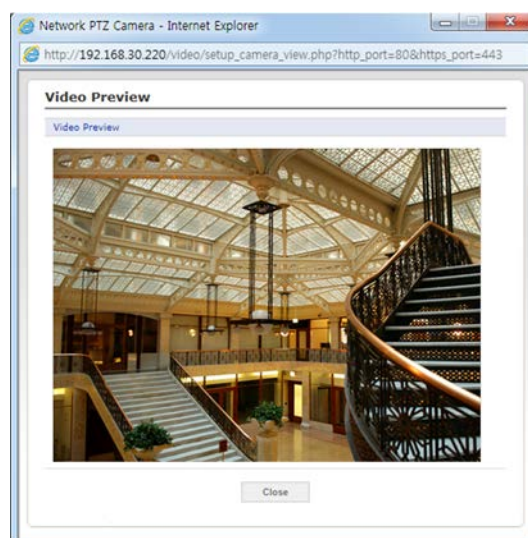 Network PTZ Camera - Internet Explorer
http://192.168.30.220/video/setup_camera_view.php?http_port=80&https_port=443
Video Preview
Video Preview
Close